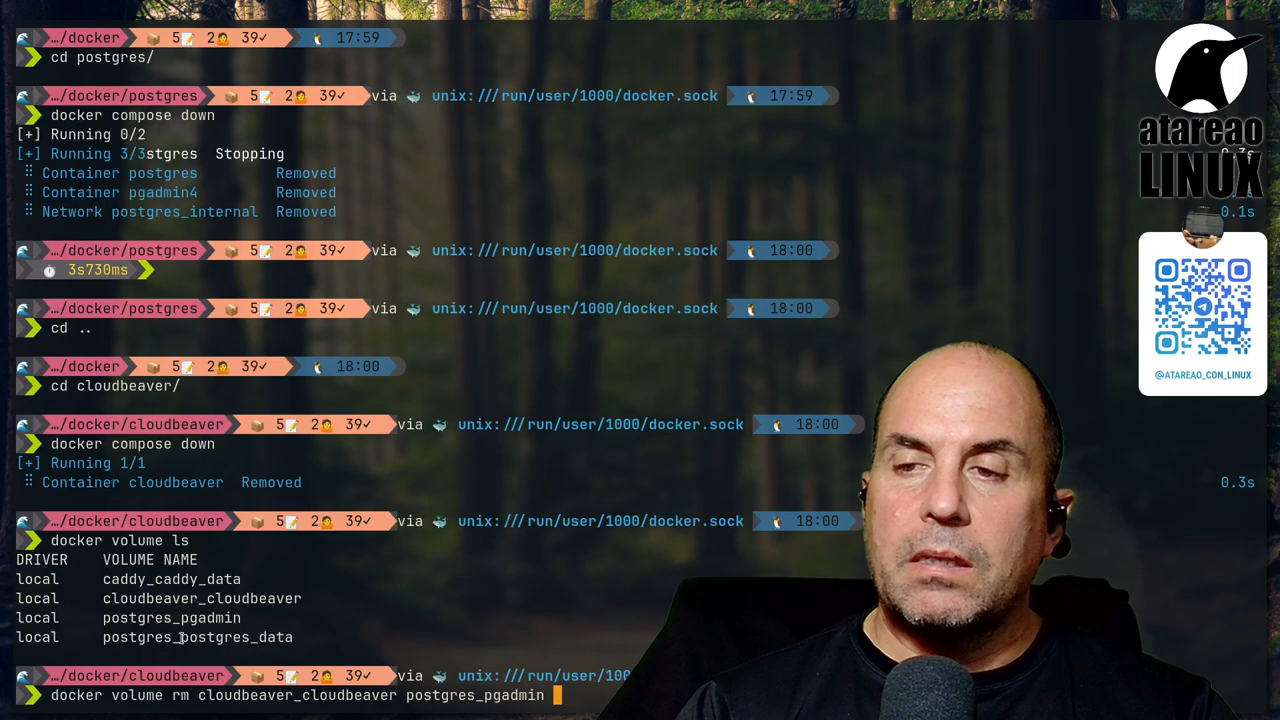 …/docker 5 2 39✓ 17:59
cd postgres/
…/docker/postgres 5 2 39✓ via unix:///run/user/1000/docker.sock 17:59
docker compose down
[+] Running 0/2
[+] Running 3/3stgres Stopping
Container postgres Removed
Container pgadmin4 Removed
Network postgres_internal Removed 0.1s
…/docker/postgres 5 2 39✓ via unix:///run/user/1000/docker.sock 18:00
3s730ms
…/docker/postgres 5 2 39✓ via unix:///run/user/1000/docker.sock 18:00
cd ..
…/docker 5 2 39✓ 18:00
cd cloudbeaver/
…/docker/cloudbeaver 5 2 39✓ via unix:///run/user/1000/docker.sock 18:00
docker compose down
[+] Running 1/1
Container cloudbeaver Removed 0.3s
…/docker/cloudbeaver 5 2 39✓ via unix:///run/user/1000/docker.sock 18:00
docker volume ls
DRIVER VOLUME NAME
local caddy_caddy_data
local cloudbeaver_cloudbeaver
local postgres_pgadmin
local postgres_postgres_data
…/docker/cloudbeaver 5 2 39✓ via unix:///run/user/100
docker volume rm cloudbeaver_cloudbeaver postgres_pgadmin
atareao
LINUX
@ATAREAO_CON_LINUX